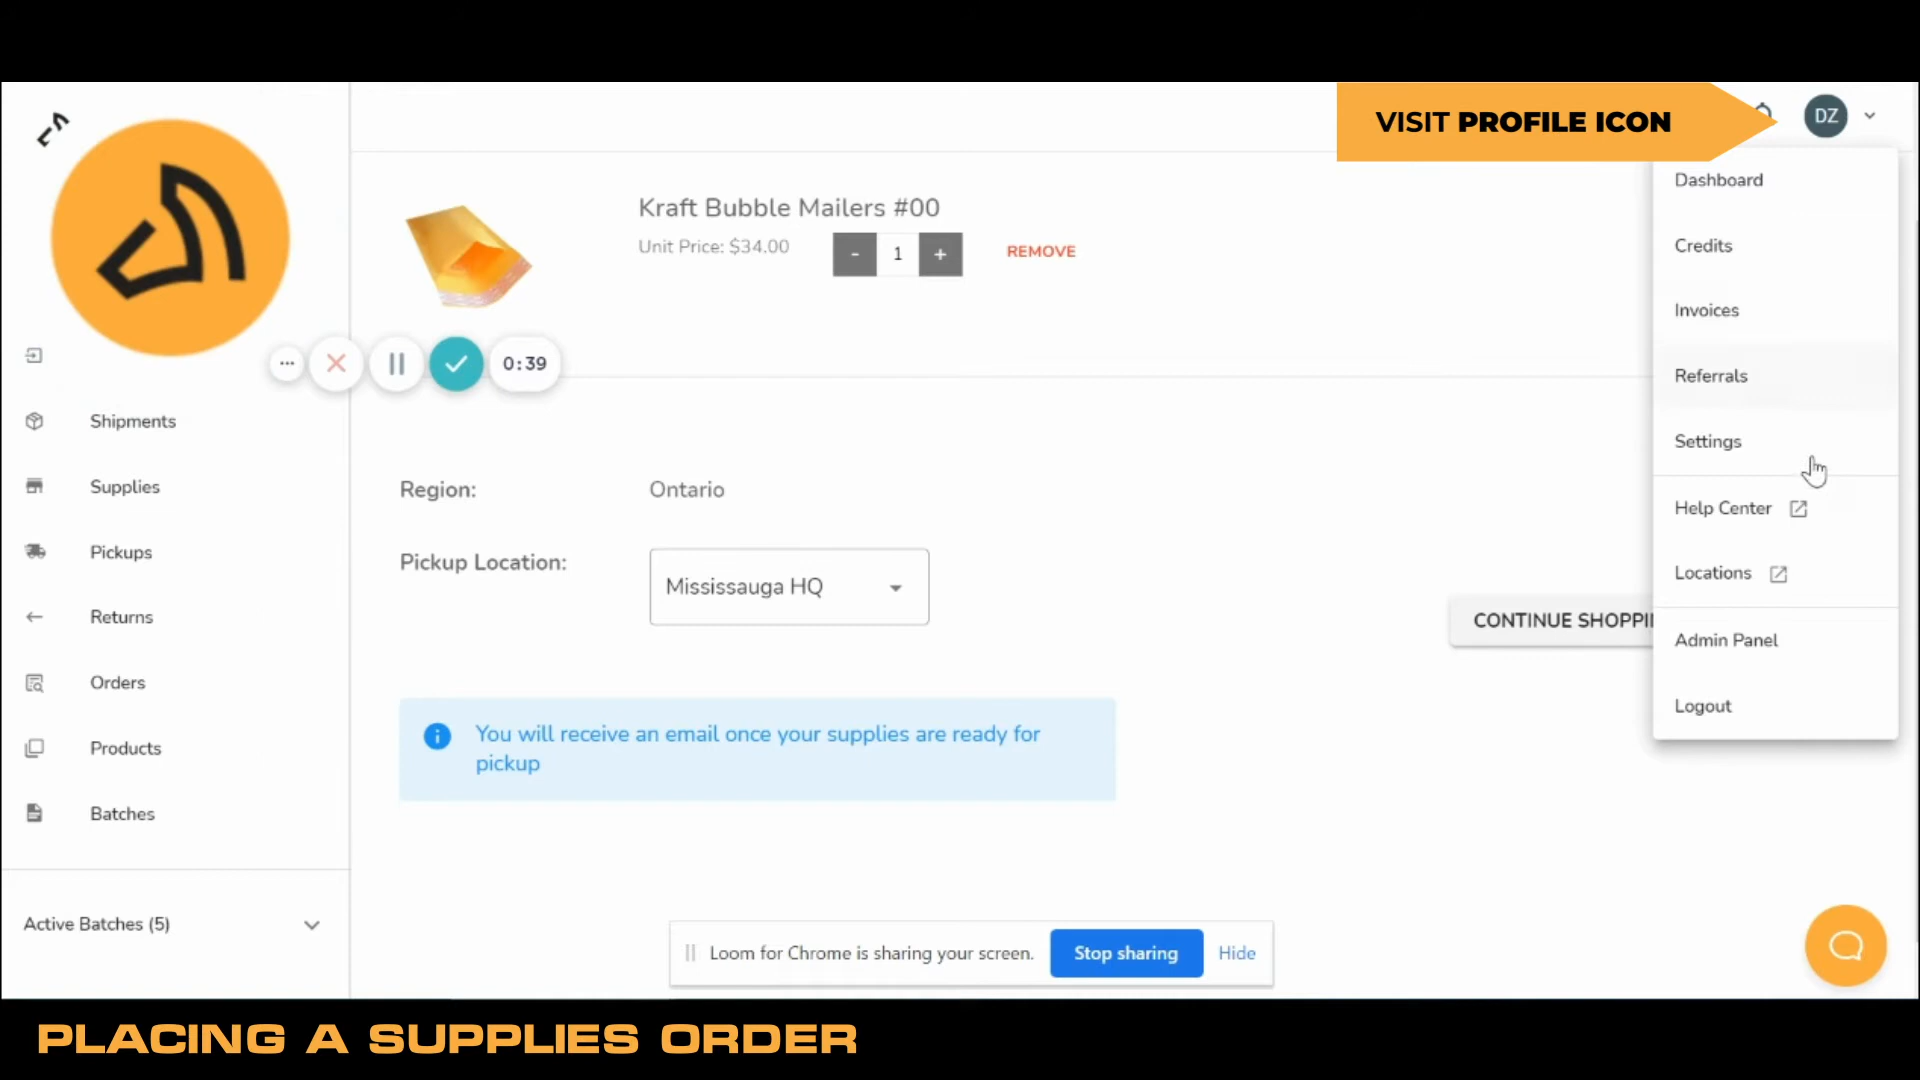 VISIT PROFILE ICON
DZ
Dashboard
Credits
Invoices
Referrals
Settings
Help Center
Locations
Admin Panel
Logout
Kraft Bubble Mailers #00
Unit Price: $34.00
- 1 +
REMOVE
0:39
Shipments
Supplies
Pickups
Returns
Orders
Products
Batches
Active Batches (5)
Region: Ontario
Pickup Location: Mississauga HQ
CONTINUE SHOPPI
You will receive an email once your supplies are ready for
pickup
Loom for Chrome is sharing your screen. Stop sharing Hide
PLACING A SUPPLIES ORDER